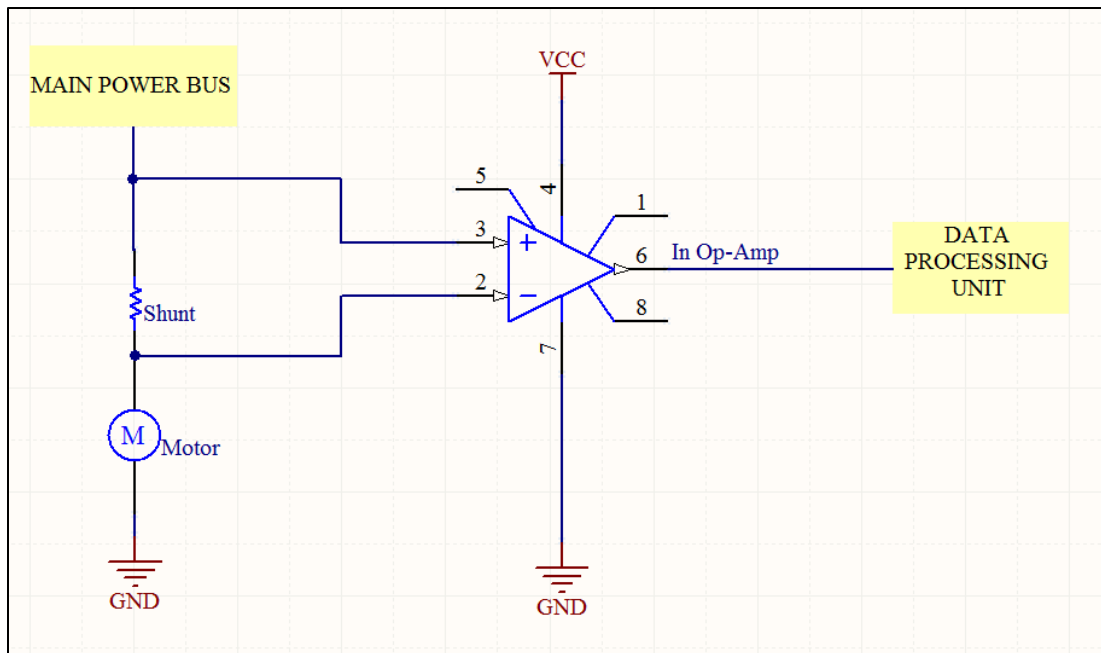 MAIN POWER BUS
VCC
5
4
1
3
+
6
In Op-Amp
DATA
PROCESSING
UNIT
2
−
8
Shunt
7
M
Motor
GND
GND